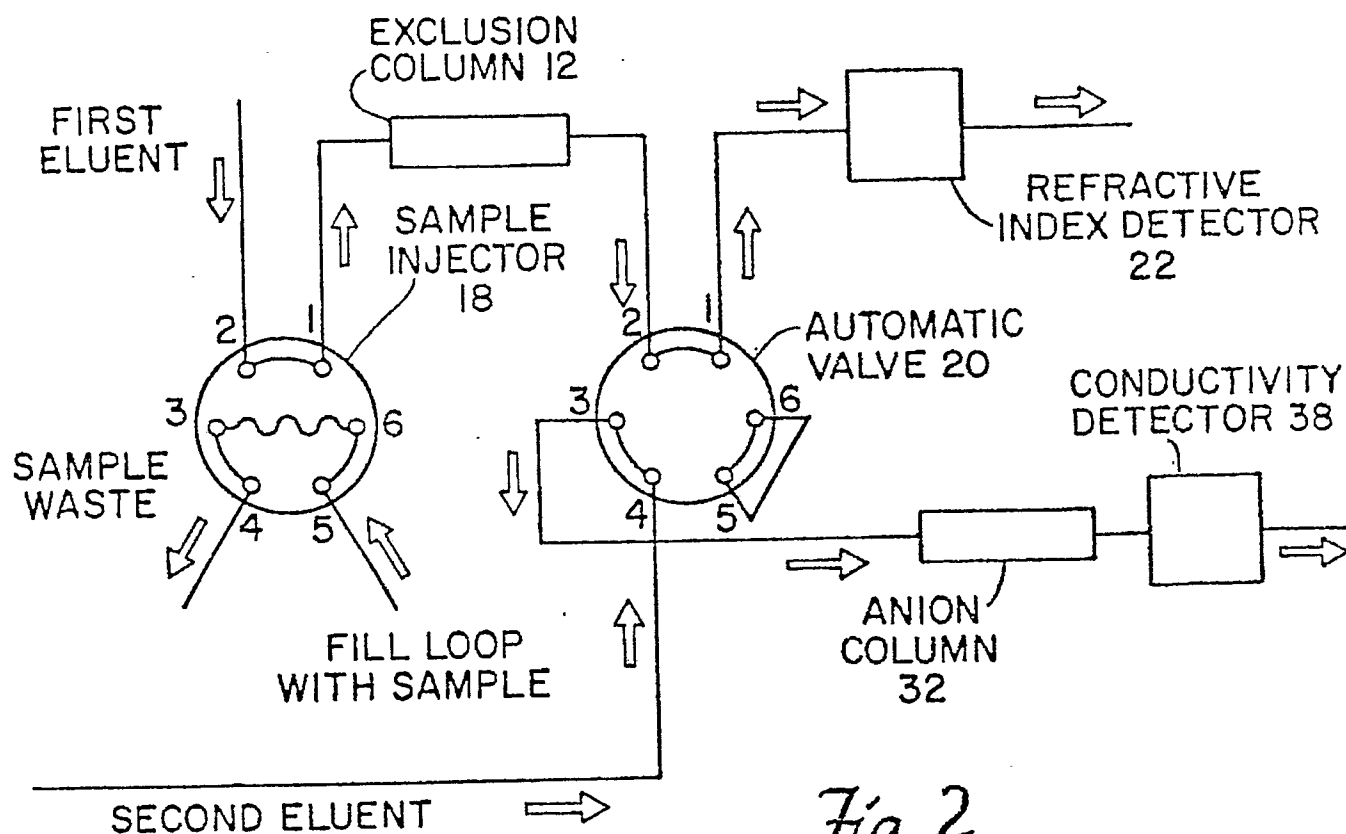 EXCLUSION
COLUMN 12
FIRST
ELUENT
SAMPLE
INJECTOR
18
REFRACTIVE
INDEX DETECTOR
22
2
1
3
6
4
5
SAMPLE
WASTE
FILL LOOP
WITH SAMPLE
2
1
3
6
4
5
AUTOMATIC
VALVE 20
CONDUCTIVITY
DETECTOR 38
ANION
COLUMN
32
SECOND ELUENT
Fig. 2